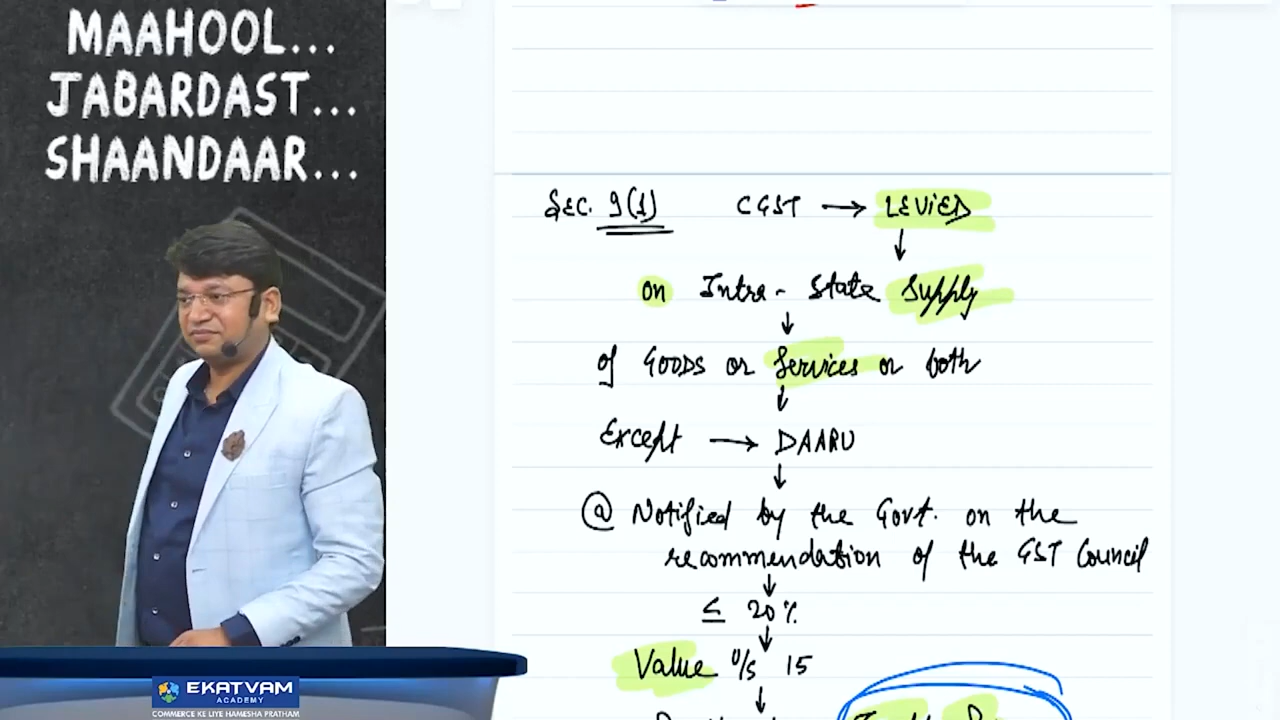 MAAHOOL...
JABARDAST...
SHAANDAAR...
SEC. 9(1) CGST → LEVIED
↓
on Intra - State Supply
↓
of GOODS or Services or both
↓
Except → DAARU
↓
@ Notified by the Govt. on the
recommendation of the GST Council
↓
≤ 20%
↓
Value u/s 15
↓
EKATVAM
ACADEMY
COMMERCE KE LIYE HAMESHA PRATHAM